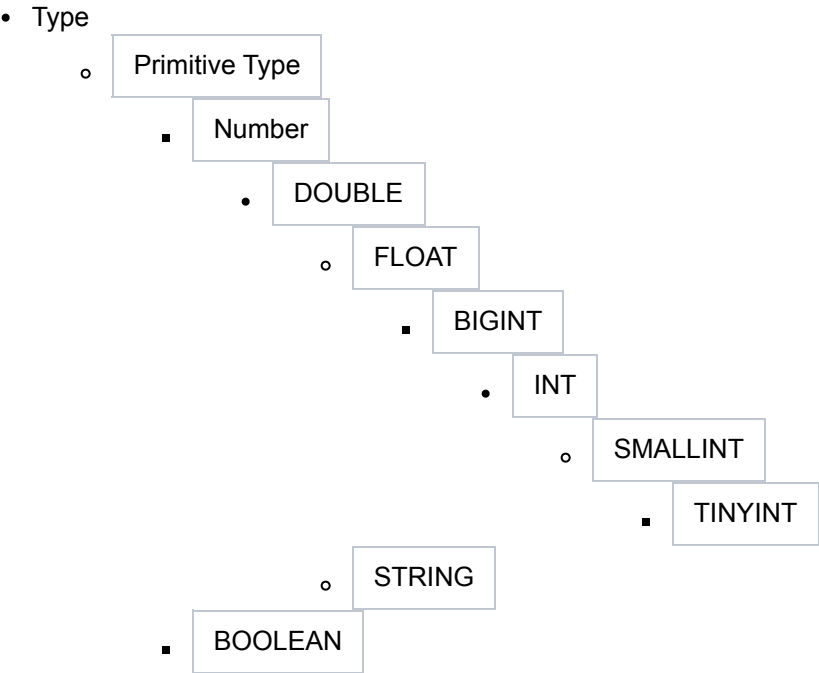 Type
Primitive Type
Number
DOUBLE
FLOAT
BIGINT
INT
SMALLINT
TINYINT
STRING
BOOLEAN